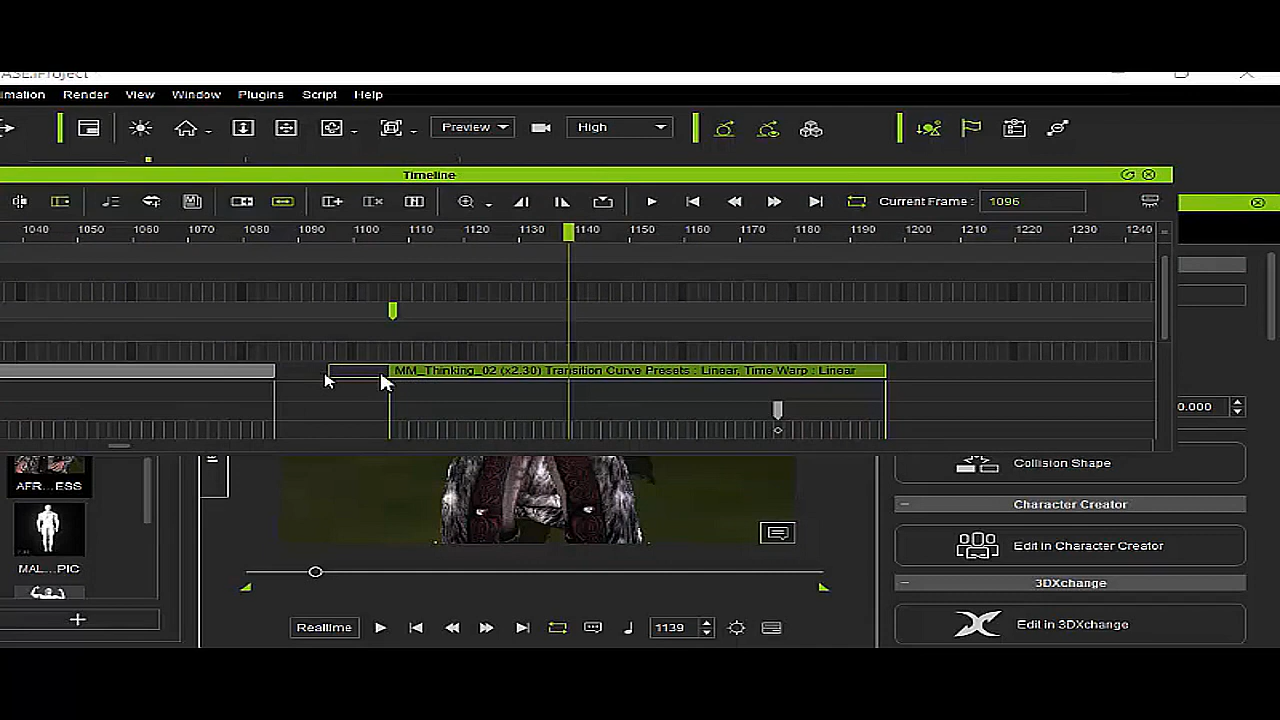 ASE.iProject
imation Render View Window Plugins Script Help
Preview High
Timeline
Current Frame : 1096
1040 1050 1060 1070 1080 1090 1100 1110 1120 1130 1140 1150 1160 1170 1180 1190 1200 1210 1220 1230 1240
MM_Thinking_02 (x2.30) Transition Curve Presets : Linear, Time Warp : Linear
0.000
Collision Shape
AFR...ESS
Character Creator
Edit in Character Creator
MAL...PIC
3DXchange
Edit in 3DXchange
Realtime 1139